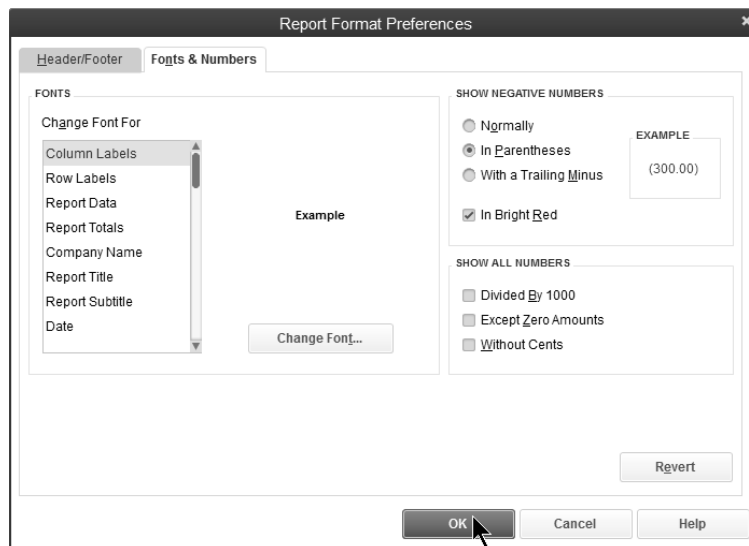 Report Format Preferences
Header/Footer
Fonts & Numbers
FONTS
Change Font For
Column Labels
Row Labels
Report Data
Report Totals
Company Name
Report Title
Report Subtitle
Date
Example
Change Font...
SHOW NEGATIVE NUMBERS
Normally
In Parentheses
With a Trailing Minus
In Bright Red
EXAMPLE
(300.00)
SHOW ALL NUMBERS
Divided By 1000
Except Zero Amounts
Without Cents
Revert
OK
Cancel
Help